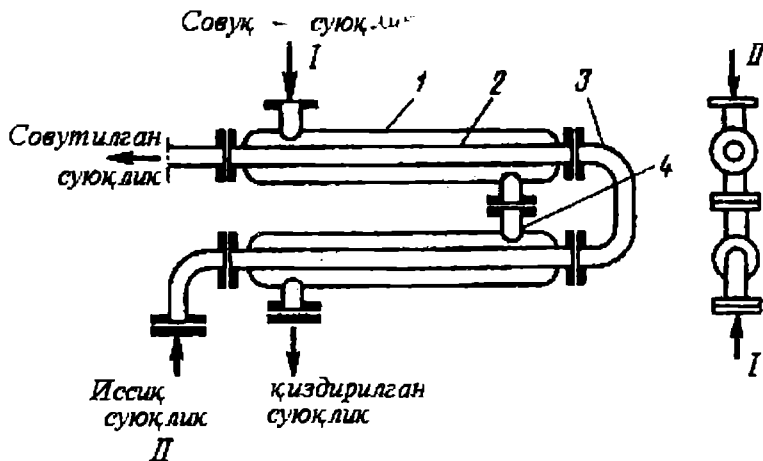 Совуқ - суюқлик
I
1
2
3
II
Совутилган
суюқлик
4
Иссиқ
суюқлик
II
қиздирилган
суюқлик
I